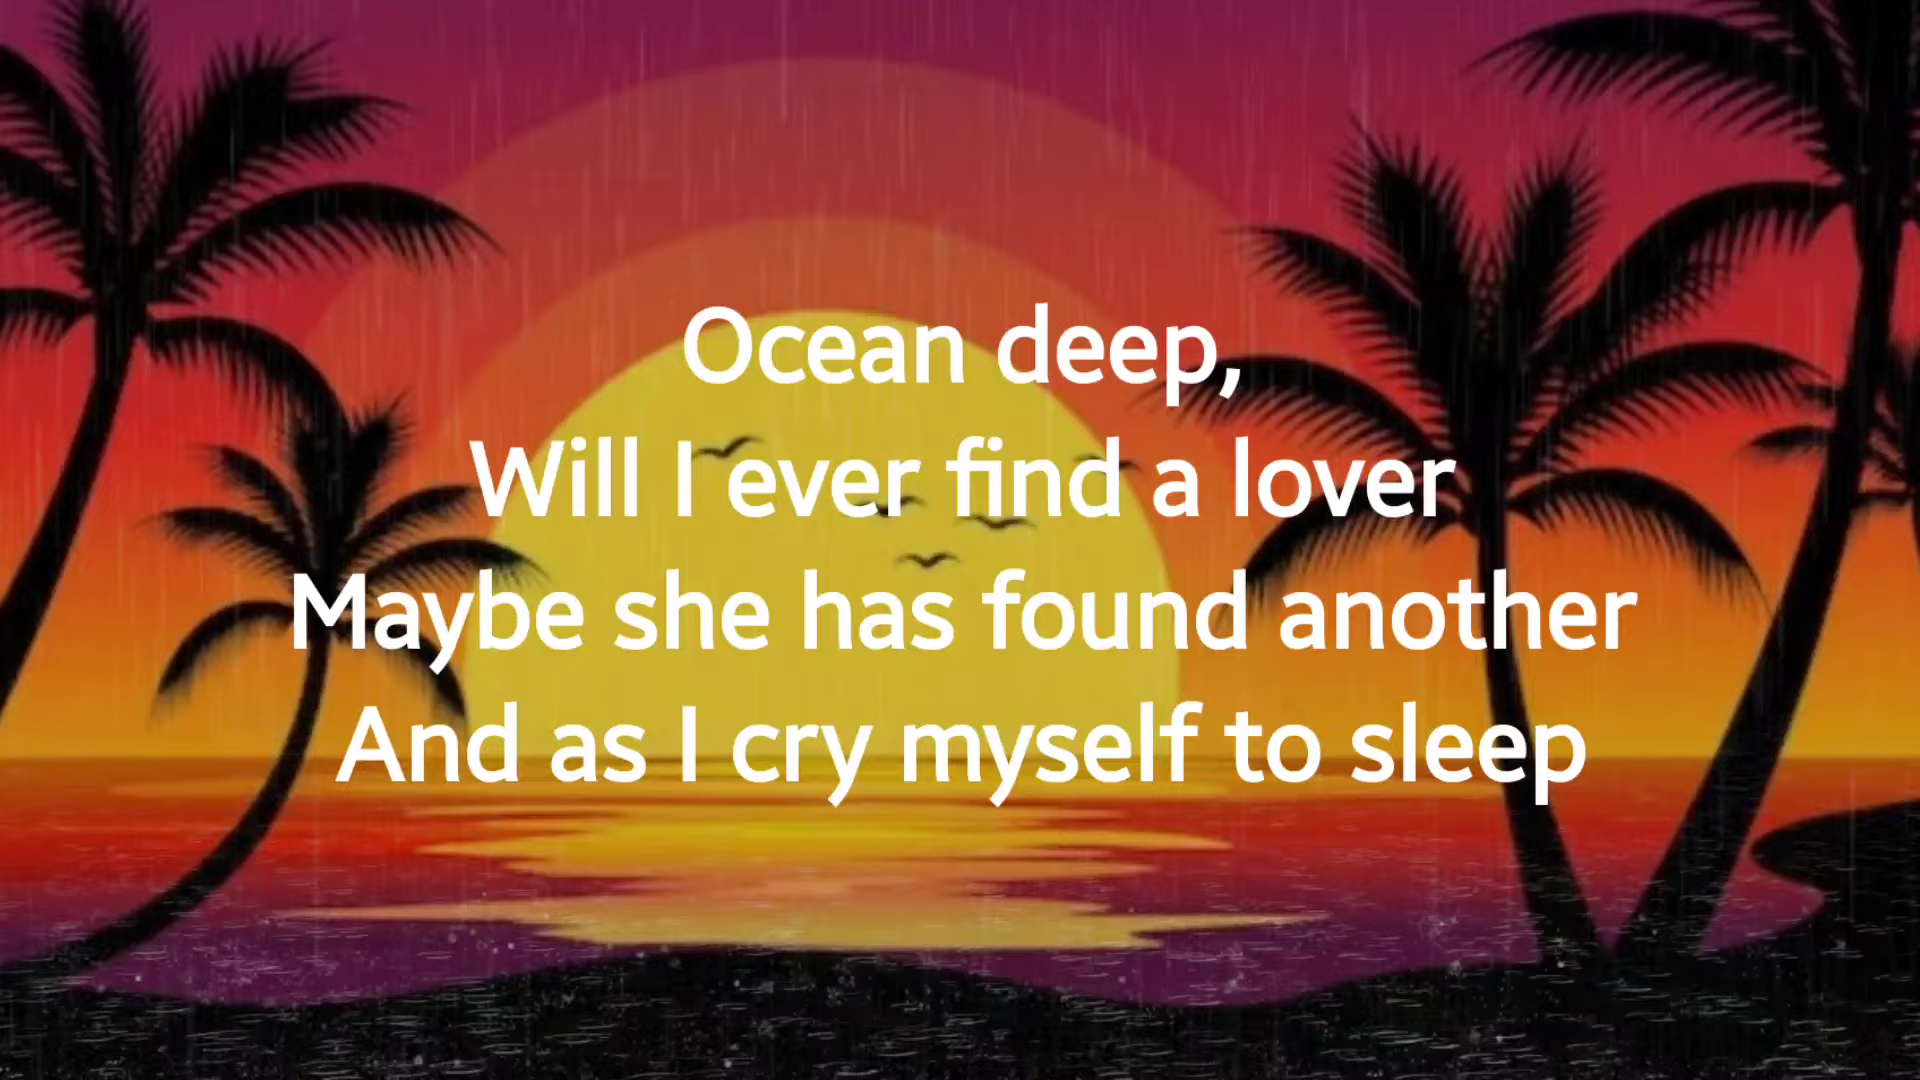 Ocean deep,
Will I ever find a lover
Maybe she has found another
And as I cry myself to sleep